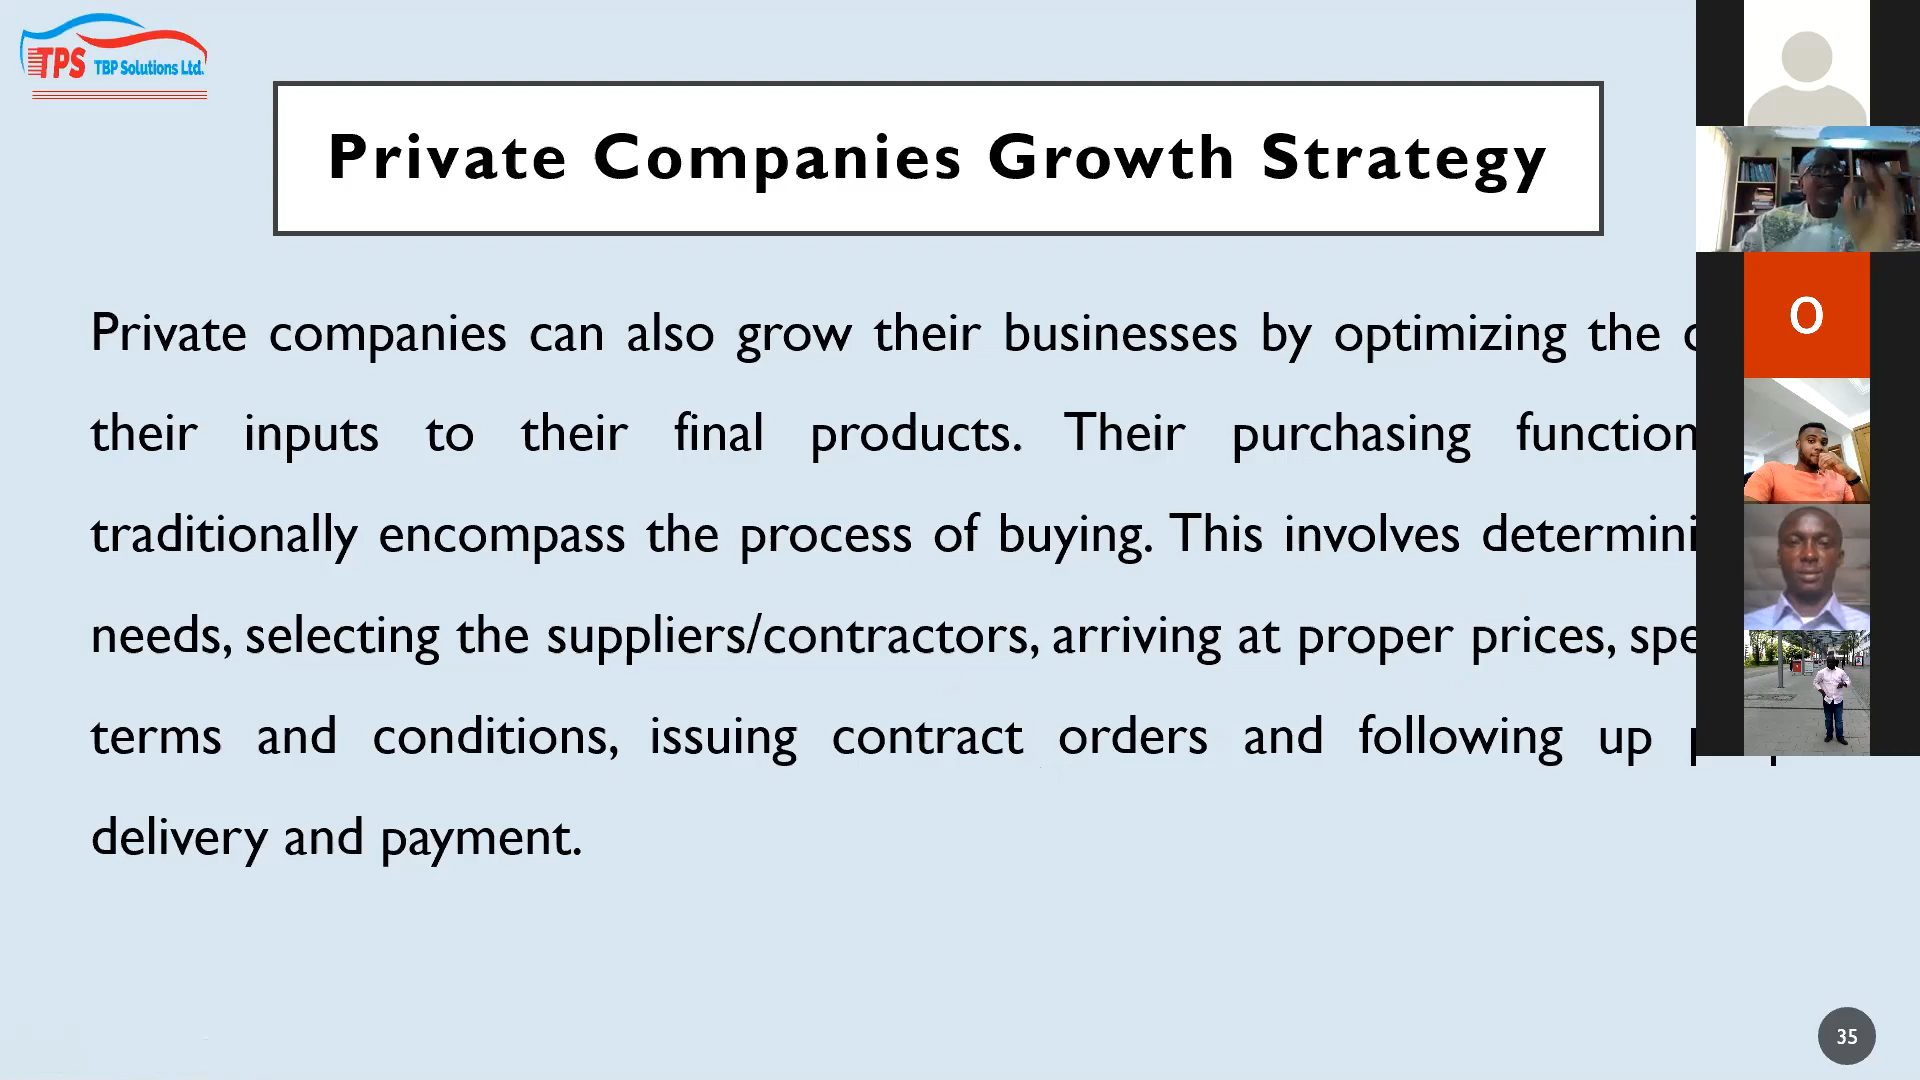 TPS TBP Solutions Ltd.
Private Companies Growth Strategy
Private companies can also grow their businesses by optimizing the
their inputs to their final products. Their purchasing function
traditionally encompass the process of buying. This involves
needs, selecting the suppliers/contractors, arriving at proper prices,
terms and conditions, issuing contract orders and following up
delivery and payment.
O
35